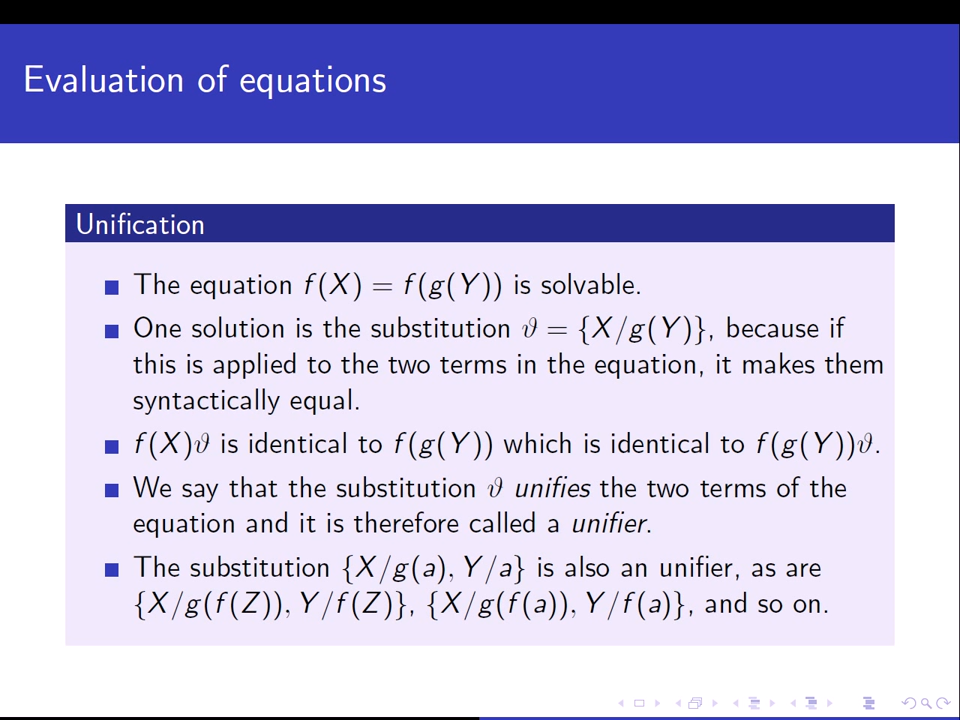 Evaluation of equations
Unification
The equation f(X) = f(g(Y)) is solvable.
One solution is the substitution ϑ = {X/g(Y)}, because if
this is applied to the two terms in the equation, it makes them
syntactically equal.
f(X)ϑ is identical to f(g(Y)) which is identical to f(g(Y))ϑ.
We say that the substitution ϑ unifies the two terms of the
equation and it is therefore called a unifier.
The substitution {X/g(a), Y/a} is also an unifier, as are
{X/g(f(Z)), Y/f(Z)}, {X/g(f(a)), Y/f(a)}, and so on.